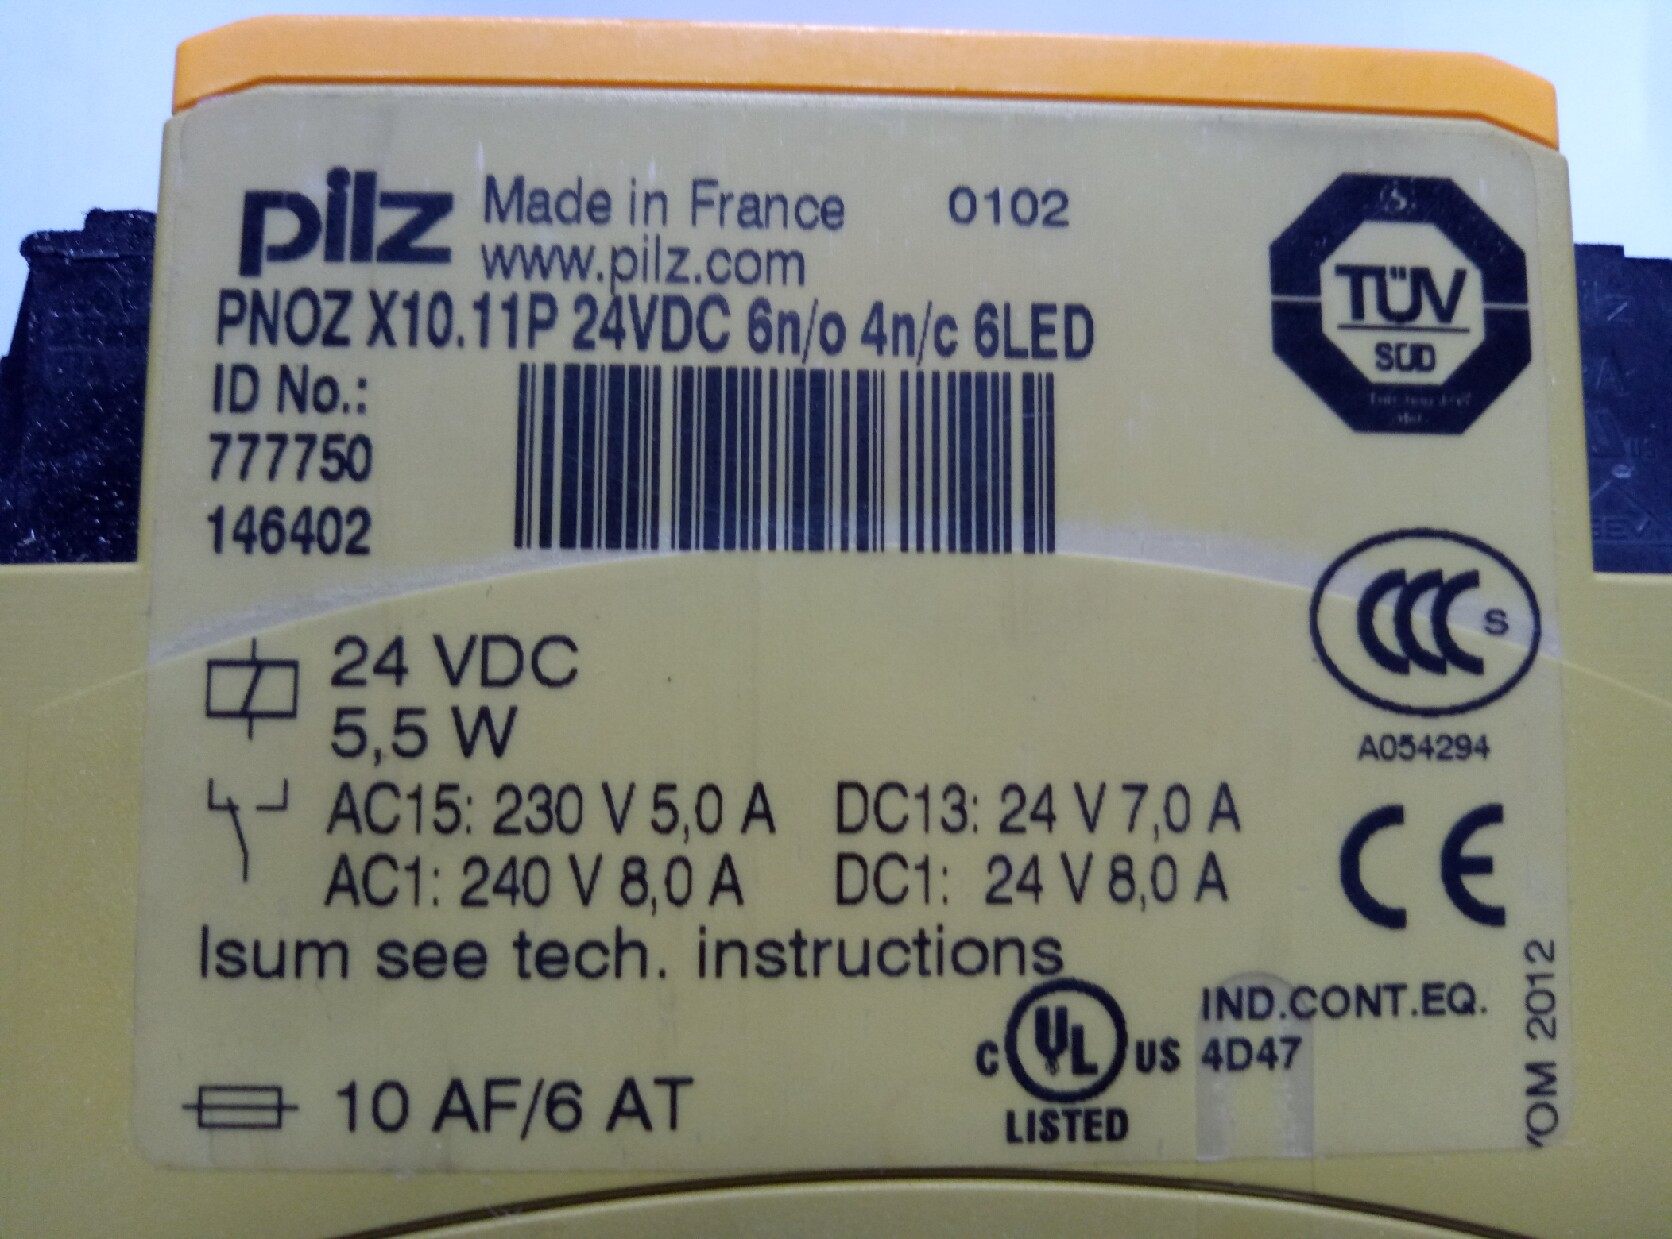 pilz Made in France 0102
www.pilz.com
PNOZ X10.11P 24VDC 6n/o 4n/c 6LED
ID No.:
777750
146402
TÜV
SÜD
CCC S
A054294
24 VDC
5,5 W
AC15: 230 V 5,0 A DC13: 24 V 7,0 A
AC1: 240 V 8,0 A DC1: 24 V 8,0 A
CE
Isum see tech. instructions
10 AF/6 AT
C UL US
LISTED
IND.CONT.EQ.
4D47
YOM 2012